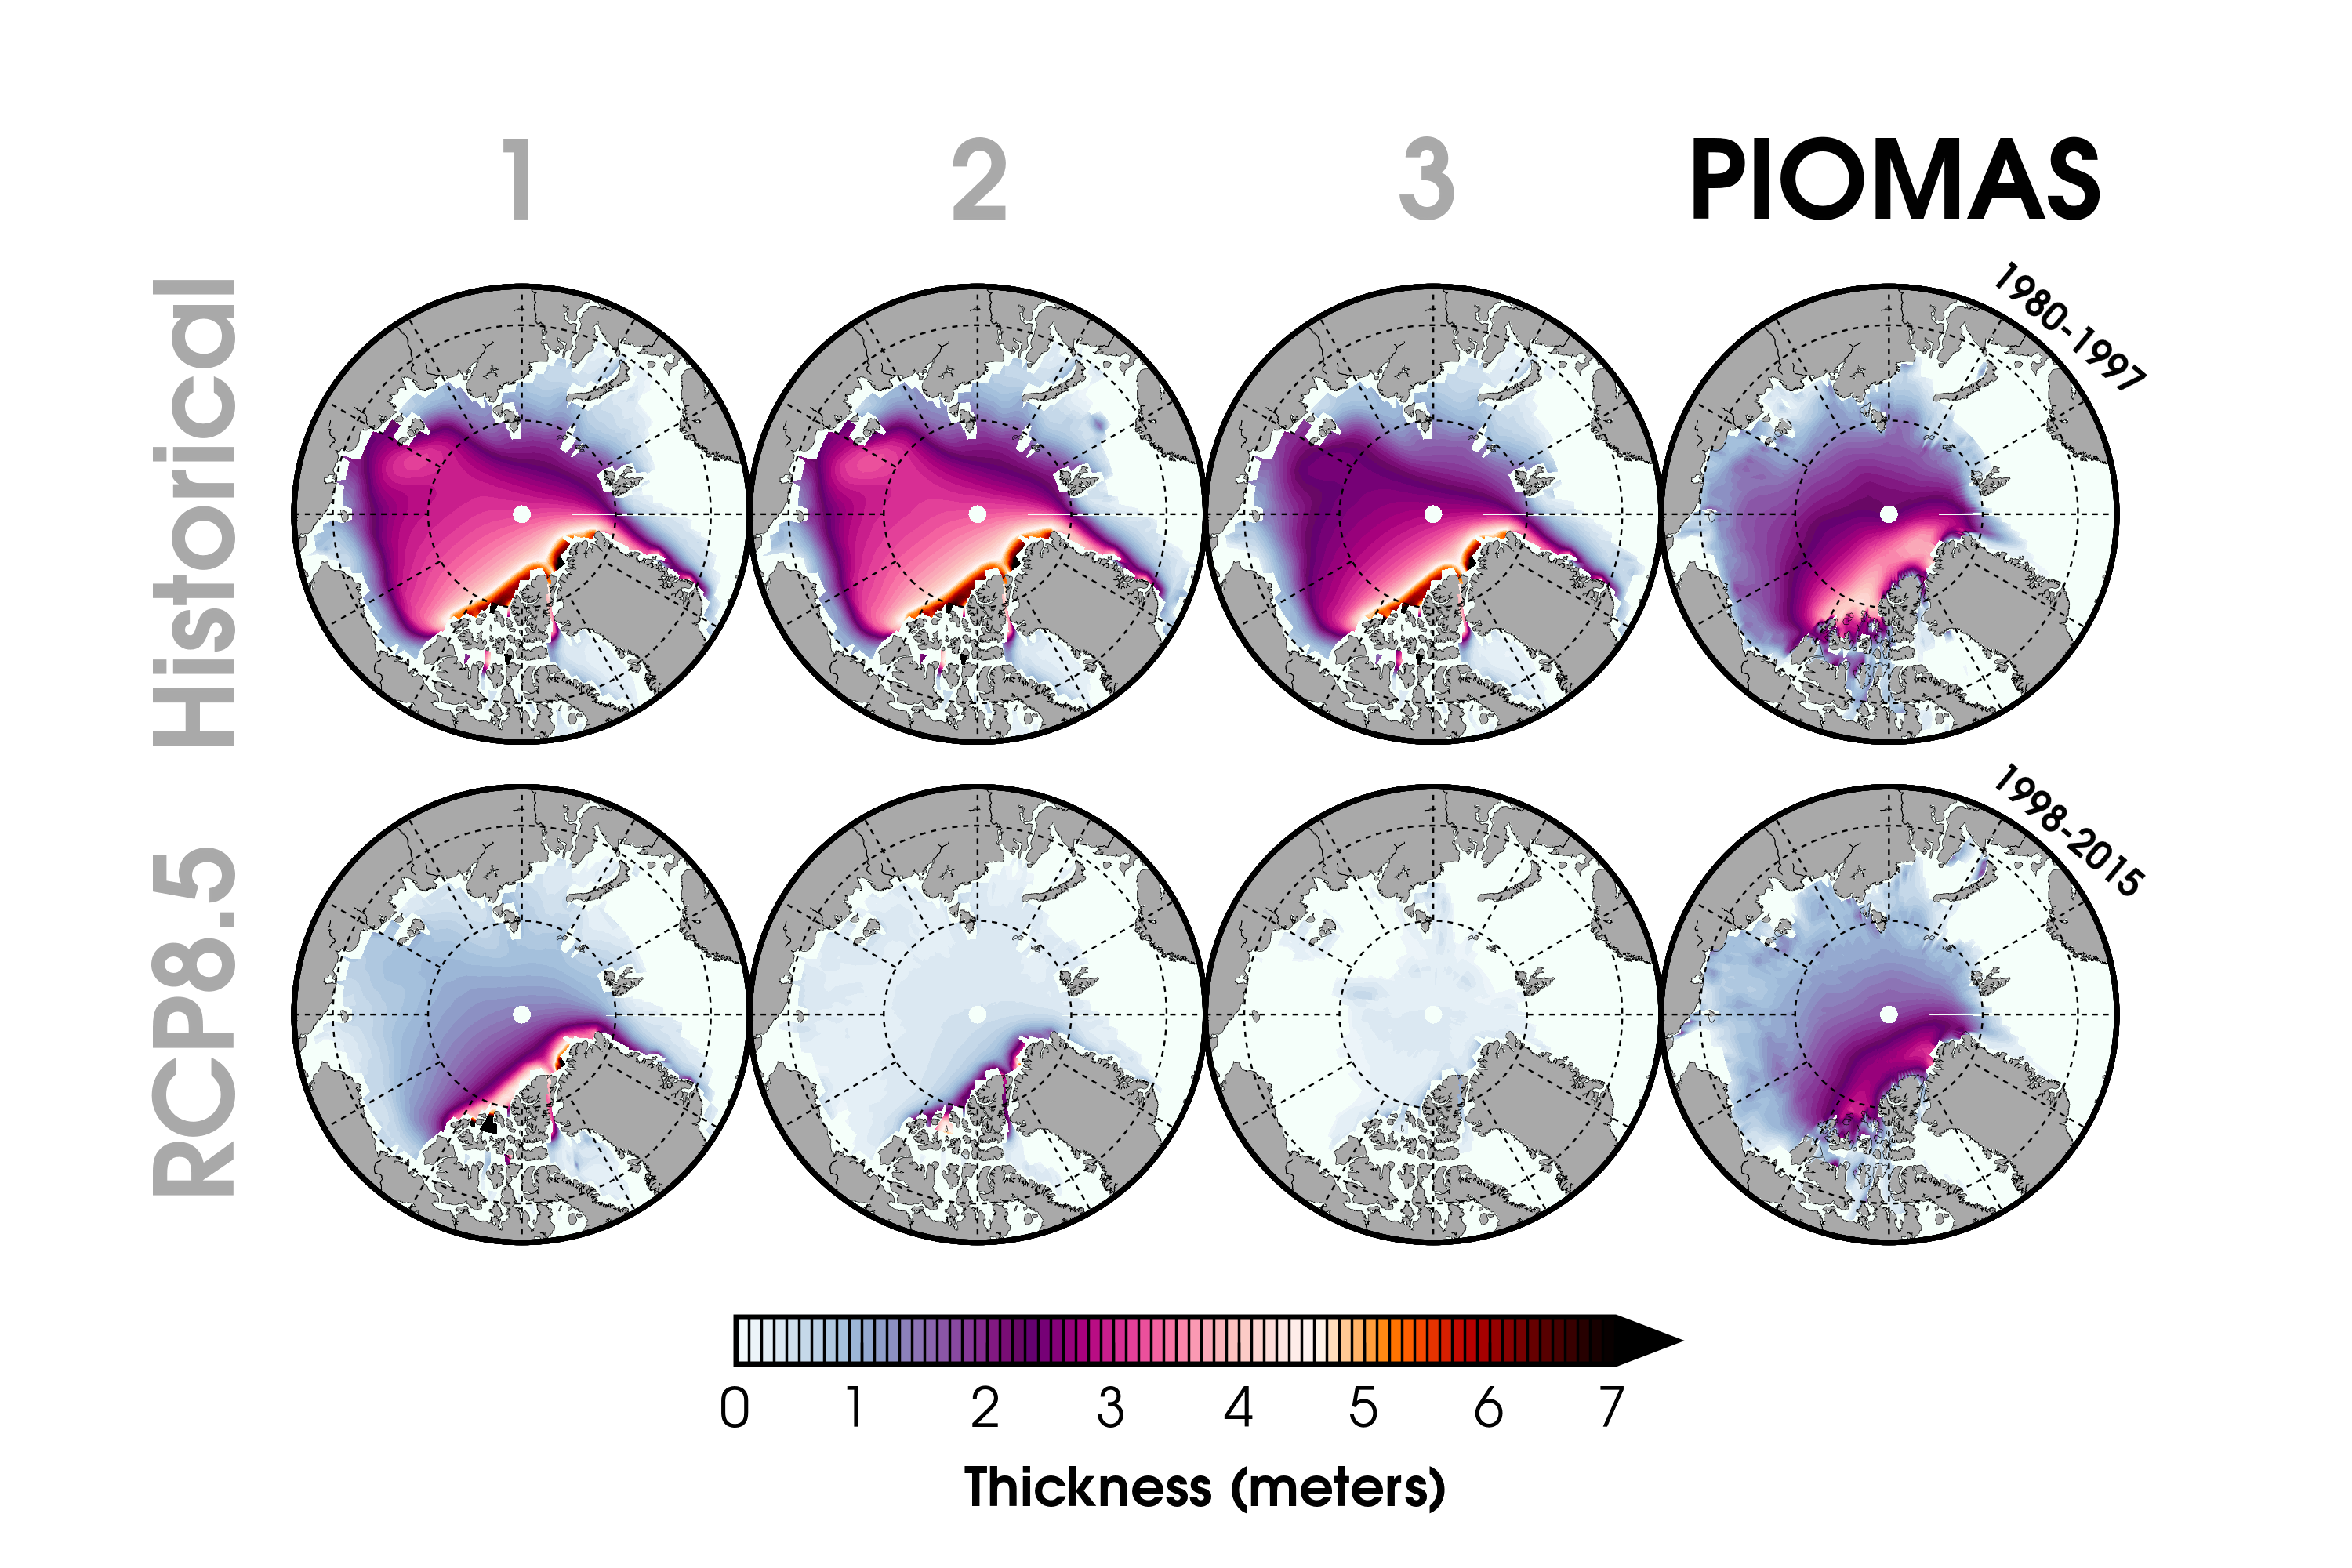 1 2 3 PIOMAS
Historical
1980-1997
RCP8.5
1998-2015
0 1 2 3 4 5 6 7
Thickness (meters)